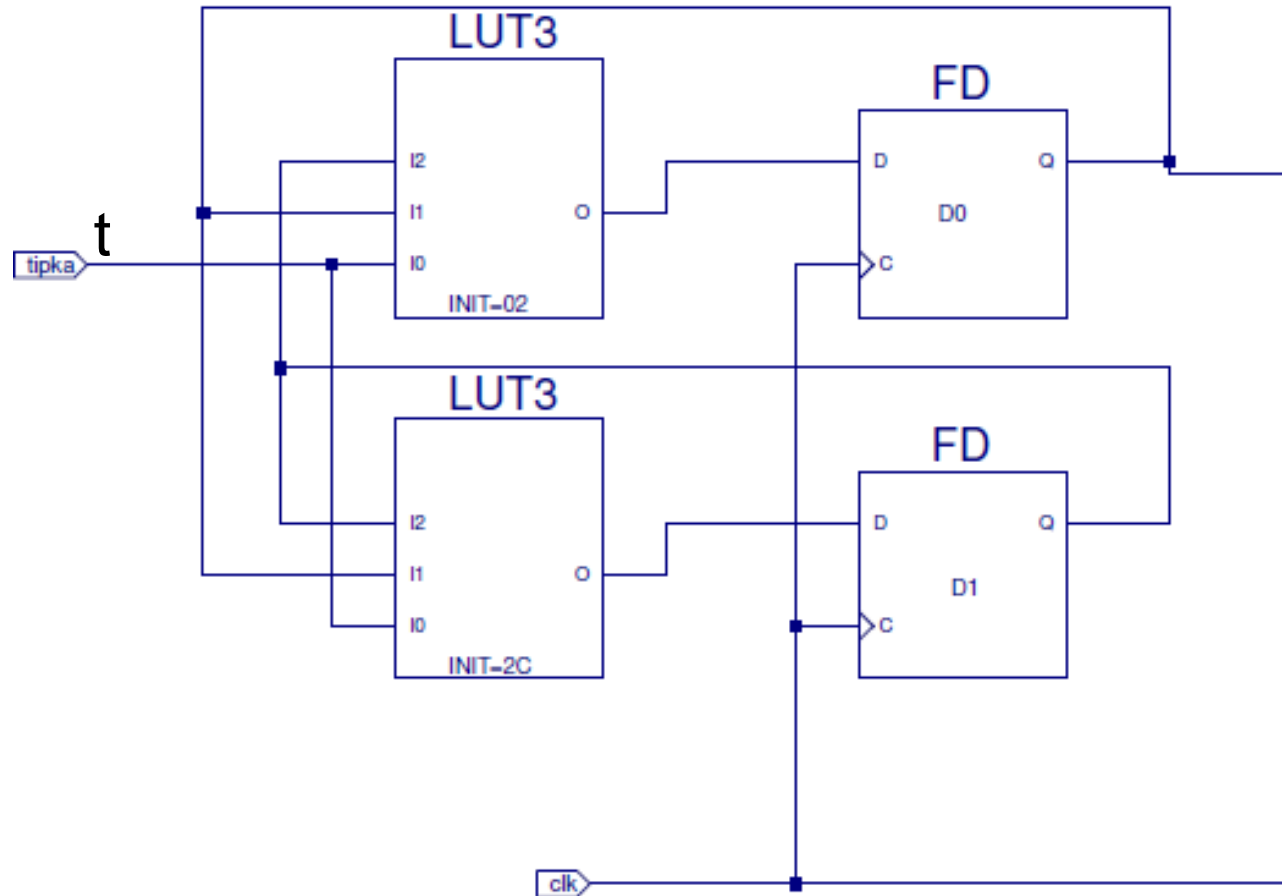 LUT3
FD
I2
I1
I0
O
INIT=02
D
Q
D0
C
t
tipka
LUT3
FD
I2
I1
I0
O
INIT=2C
D
Q
D1
C
clk